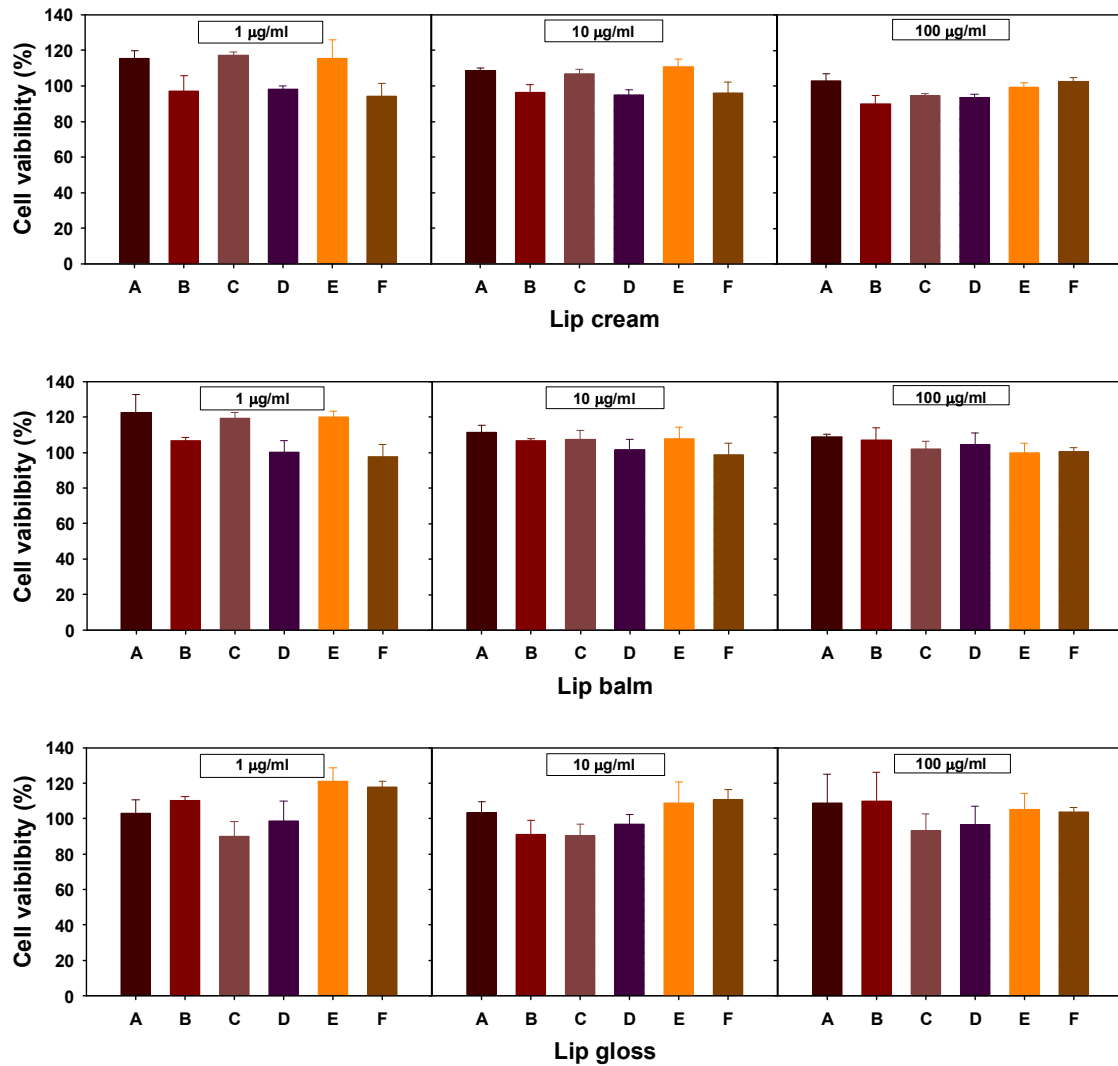 140
120
100
80
60
40
20
0
Cell vaibilbity (%)
1 μg/ml
10 μg/ml
100 μg/ml
A B C D E F A B C D E F A B C D E F
Lip cream
140
120
100
80
60
40
20
0
Cell vaibilbity (%)
1 μg/ml
10 μg/ml
100 μg/ml
A B C D E F A B C D E F A B C D E F
Lip balm
140
120
100
80
60
40
20
0
Cell vaibilbity (%)
1 μg/ml
10 μg/ml
100 μg/ml
A B C D E F A B C D E F A B C D E F
Lip gloss